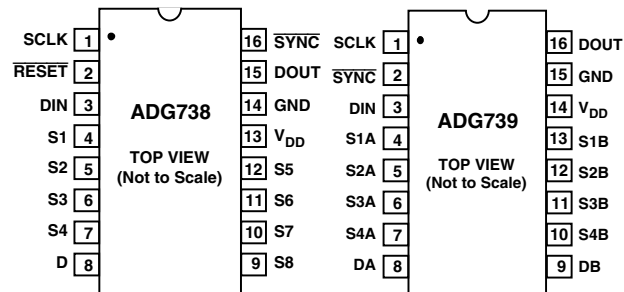 SCLK 1 16 SYNC
RESET 2 15 DOUT
DIN 3 14 GND
S1 4 13 VDD
S2 5 12 S5
S3 6 11 S6
S4 7 10 S7
D 8 9 S8
ADG738
TOP VIEW
(Not to Scale)
SCLK 1 16 DOUT
SYNC 2 15 GND
DIN 3 14 VDD
S1A 4 13 S1B
S2A 5 12 S2B
S3A 6 11 S3B
S4A 7 10 S4B
DA 8 9 DB
ADG739
TOP VIEW
(Not to Scale)